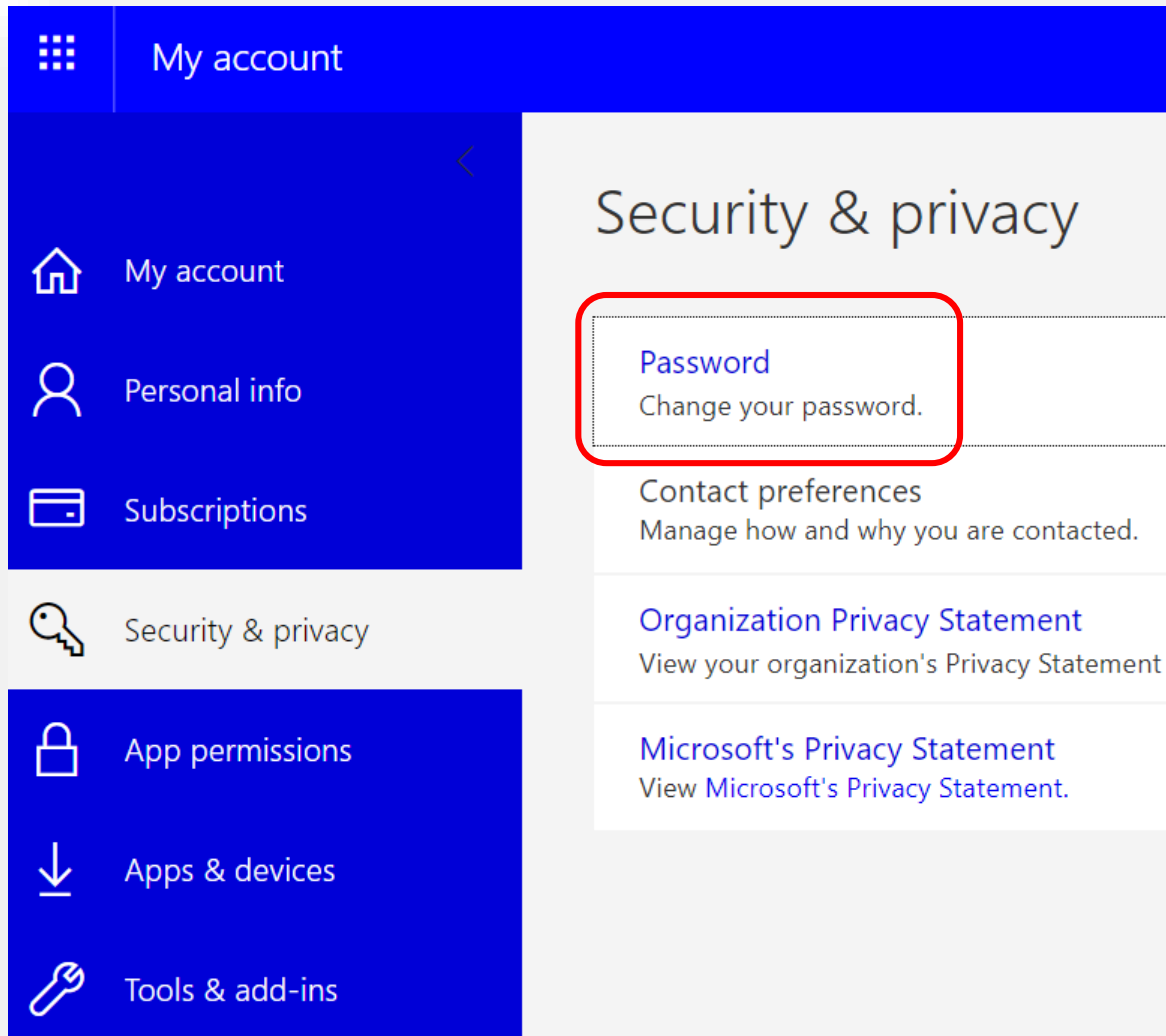 My account
My account
Personal info
Subscriptions
Security & privacy
App permissions
Apps & devices
Tools & add-ins
Security & privacy
Password
Change your password.
Contact preferences
Manage how and why you are contacted.
Organization Privacy Statement
View your organization's Privacy Statement
Microsoft's Privacy Statement
View Microsoft's Privacy Statement.